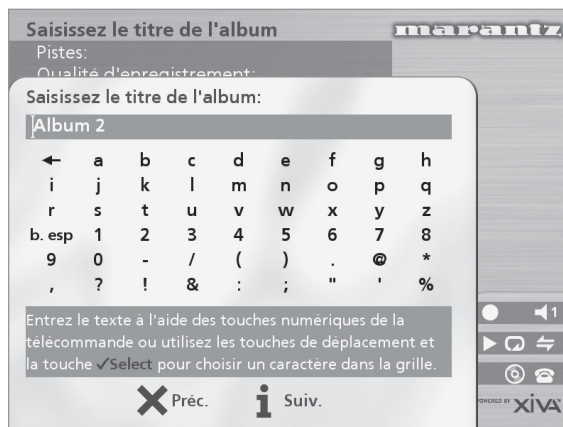 Saisissez le titre de l'album
marantz
Pistes:
Qualité d'enregistrement:
Saisissez le titre de l'album:
Album 2
← a b c d e f g h
i j k l m n o p q
r s t u v w x y z
b. esp 1 2 3 4 5 6 7 8
9 0 - / ( ) . @ *
, ? ! & : ; " ' %
Entrez le texte à l'aide des touches numériques de la
télécommande ou utilisez les touches de déplacement et
la touche ✓Select pour choisir un caractère dans la grille.
Préc. Suiv.
1
POWERED BY XiVA™